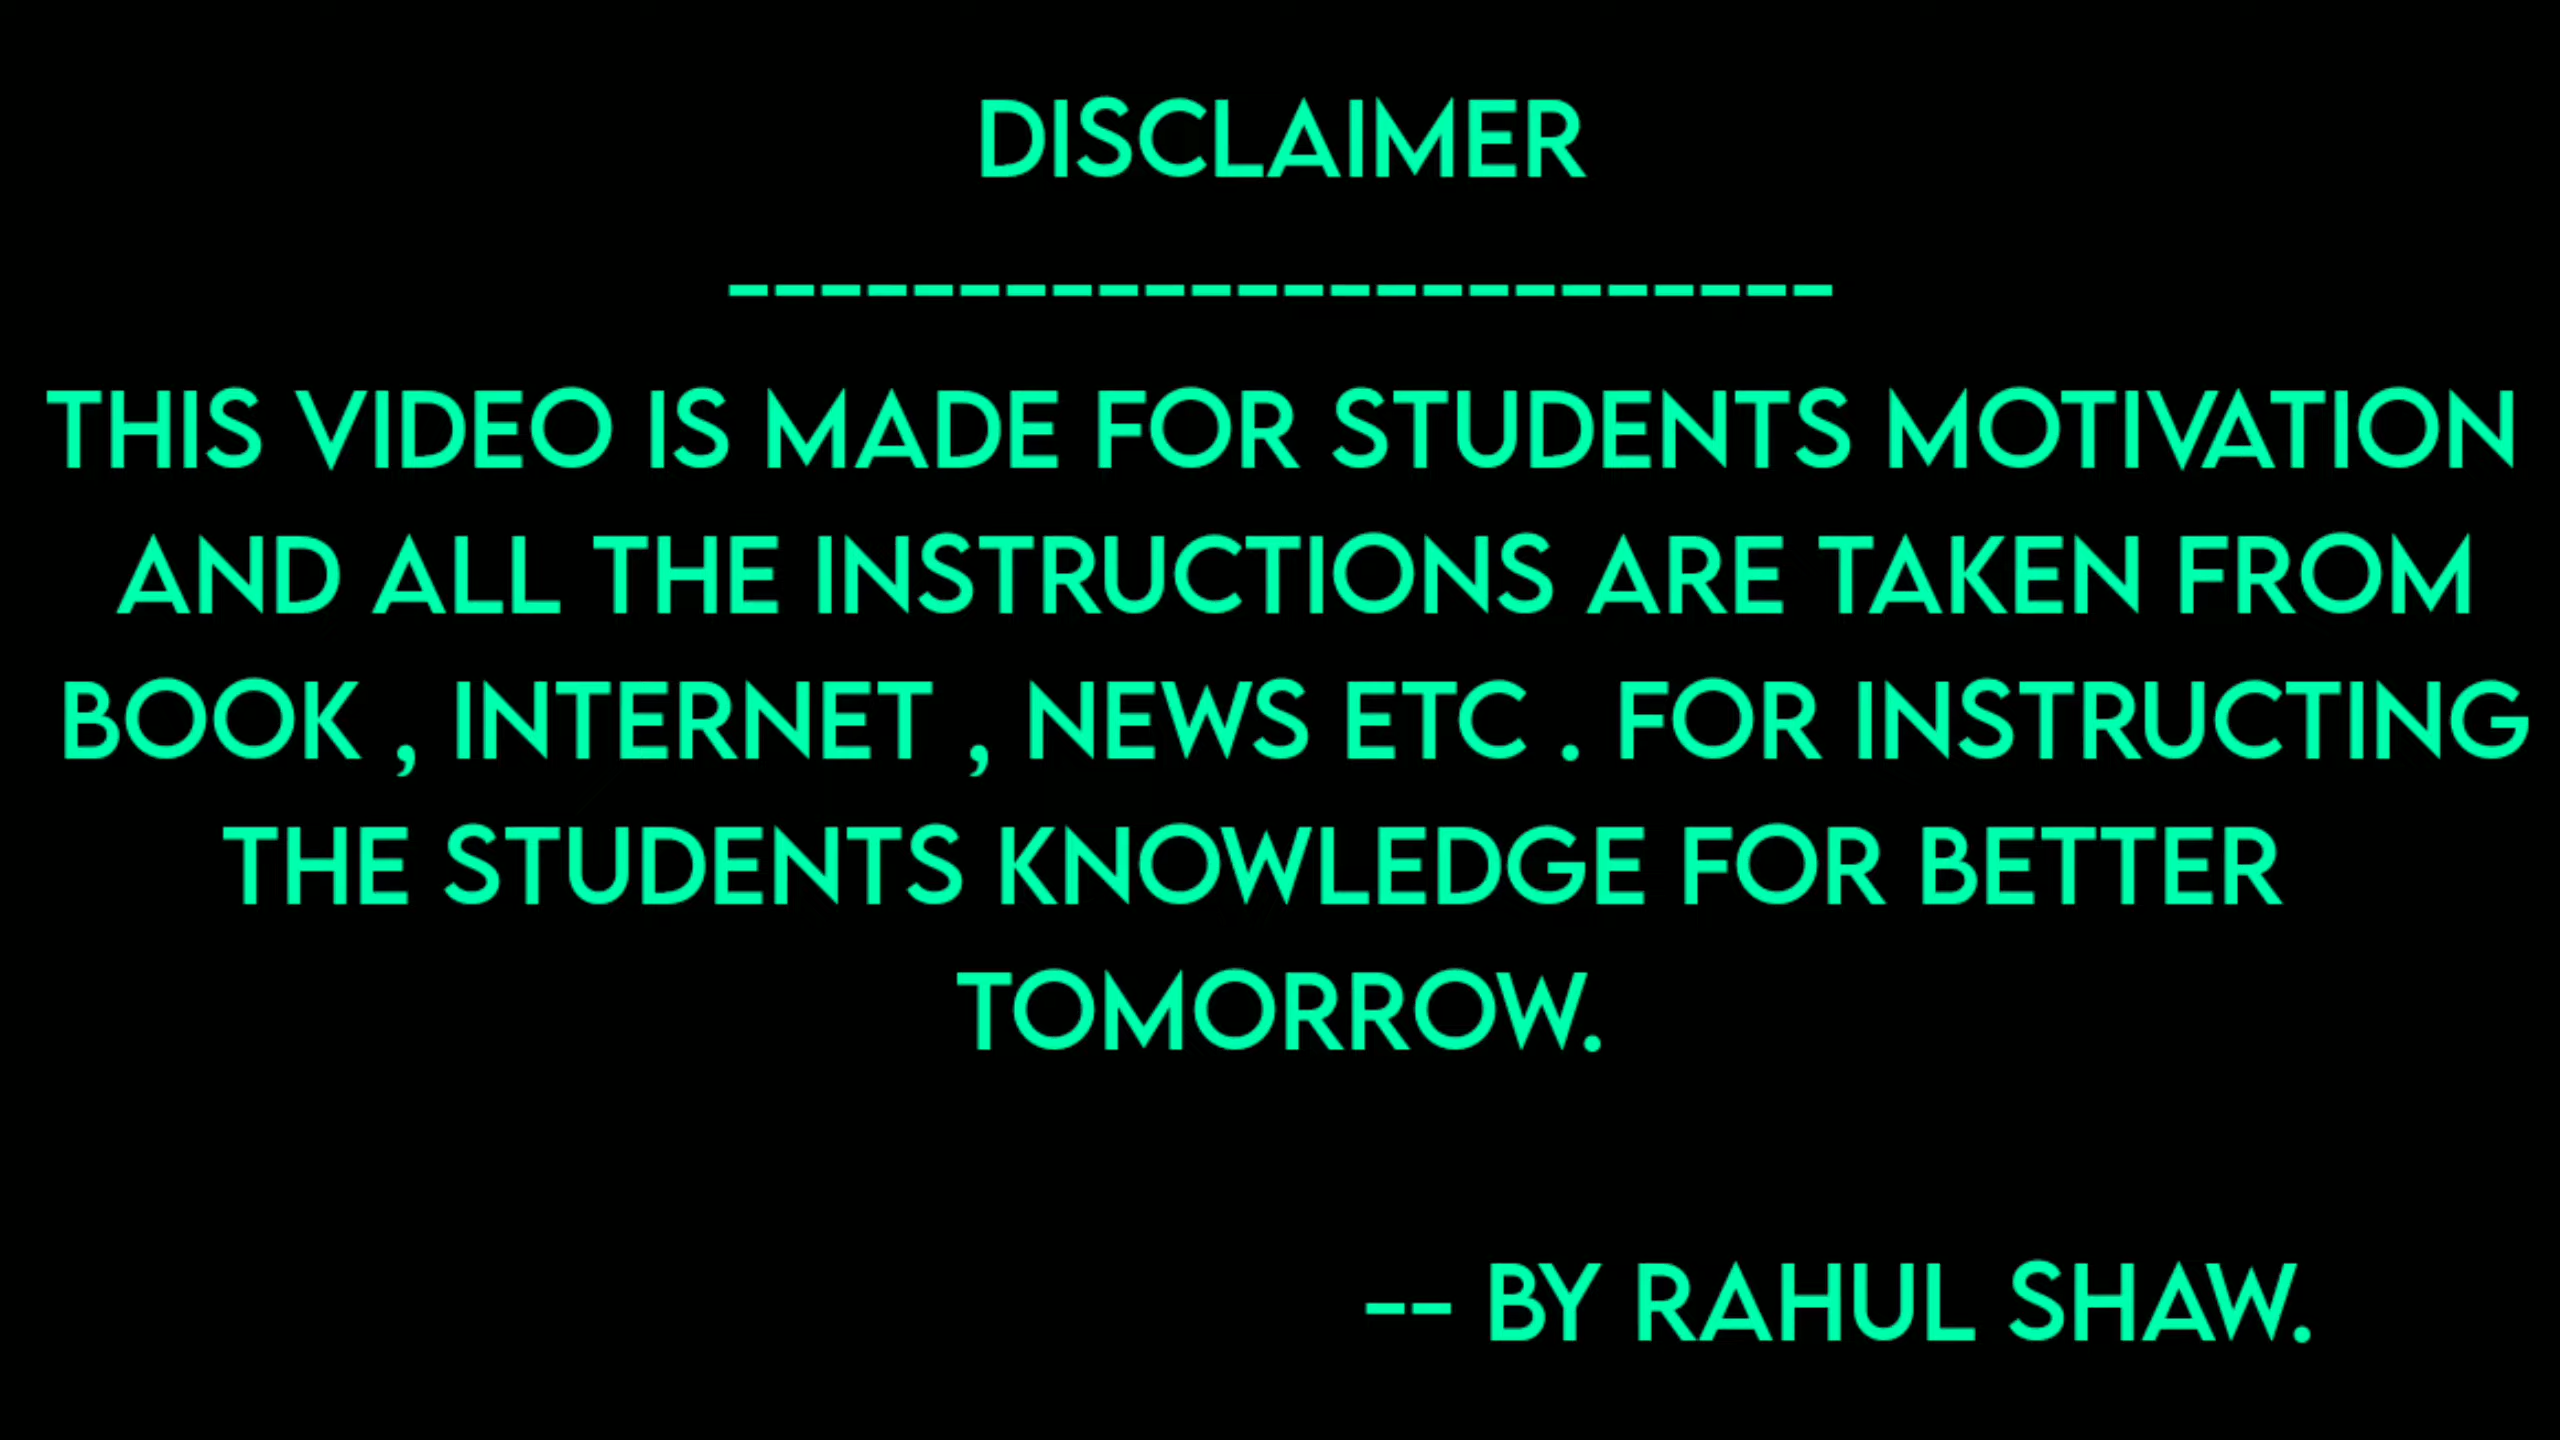 DISCLAIMER
------------------------
THIS VIDEO IS MADE FOR STUDENTS MOTIVATION
AND ALL THE INSTRUCTIONS ARE TAKEN FROM
BOOK , INTERNET , NEWS ETC . FOR INSTRUCTING
THE STUDENTS KNOWLEDGE FOR BETTER
TOMORROW.
-- BY RAHUL SHAW.